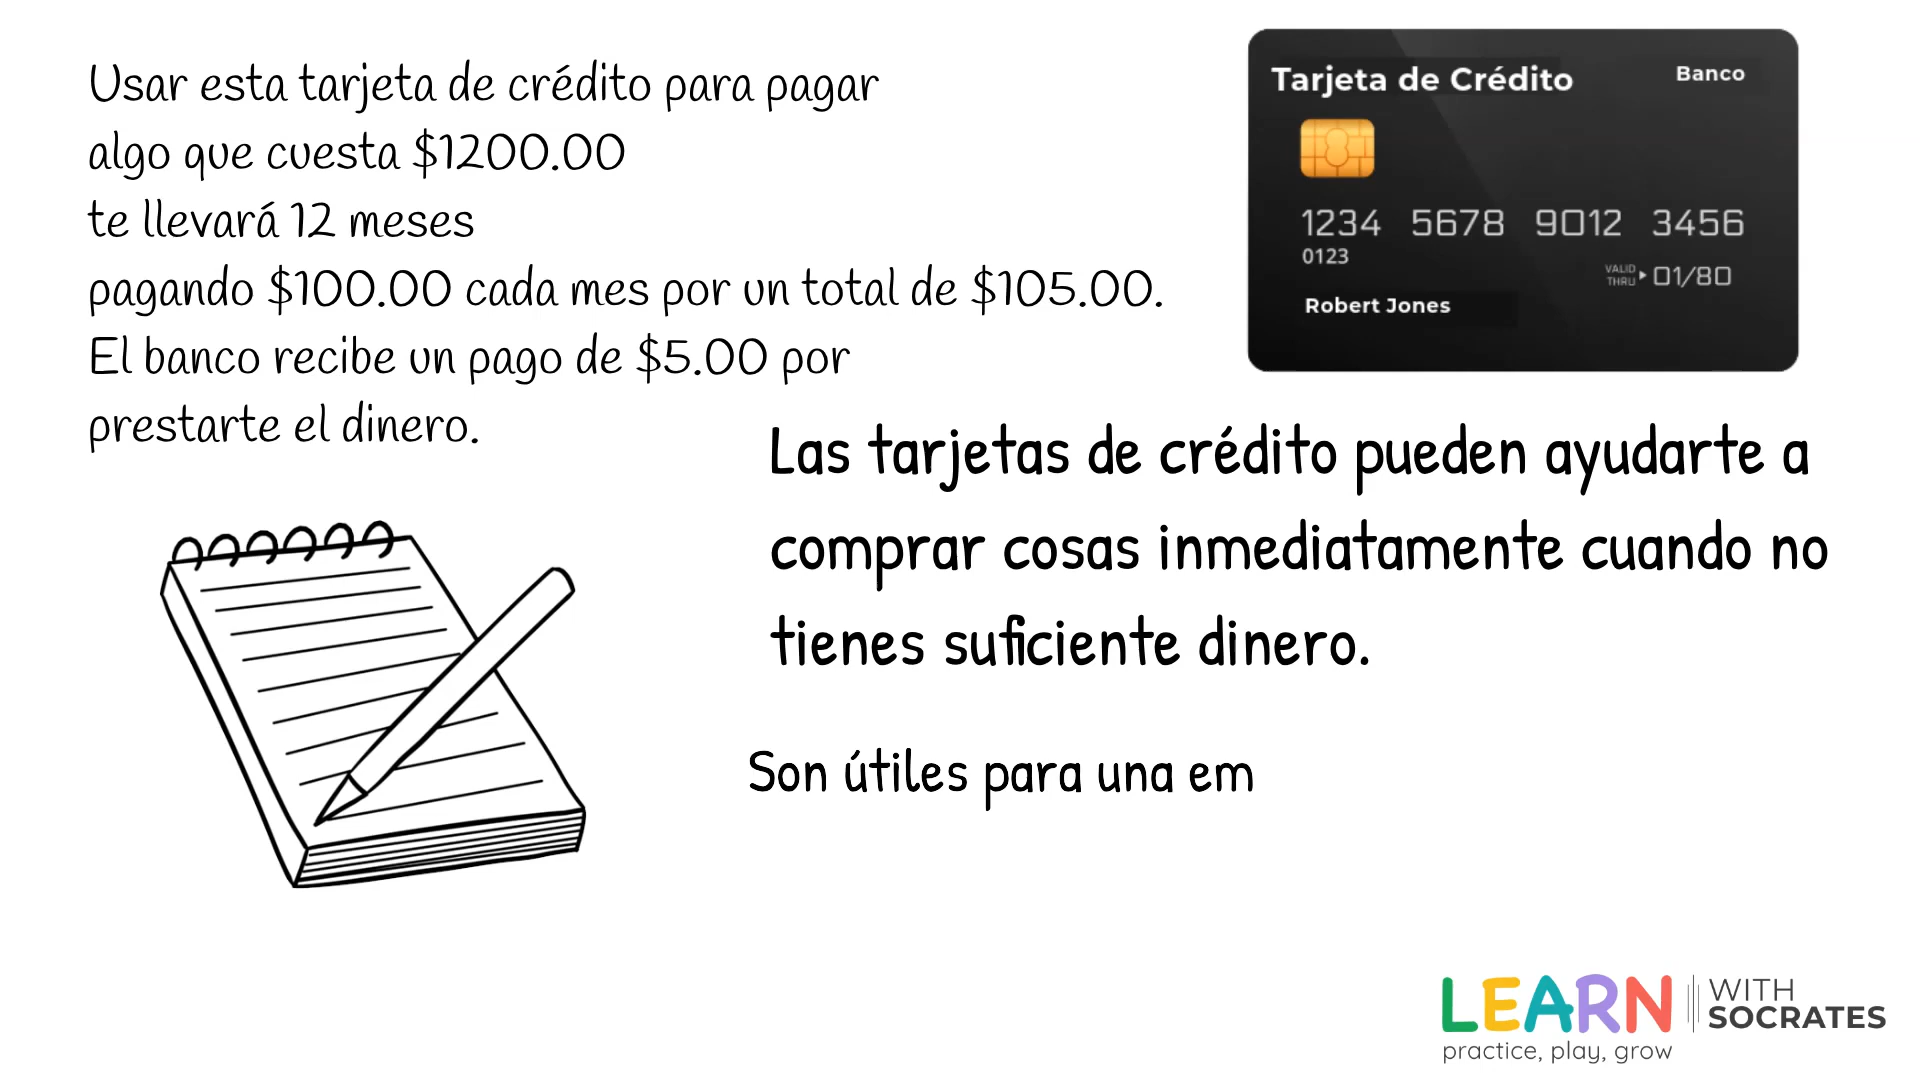 Usar esta tarjeta de crédito para pagar
algo que cuesta $1200.00
te llevará 12 meses
pagando $100.00 cada mes por un total de $105.00.
El banco recibe un pago de $5.00 por
prestarte el dinero.
Tarjeta de Crédito
Banco
1234 5678 9012 3456
0123
VALID
THRU
01/80
Robert Jones
Las tarjetas de crédito pueden ayudarte a
comprar cosas inmediatamente cuando no
tienes suficiente dinero.
Son útiles para una em
LEARN
practice, play, grow
WITH
SOCRATES